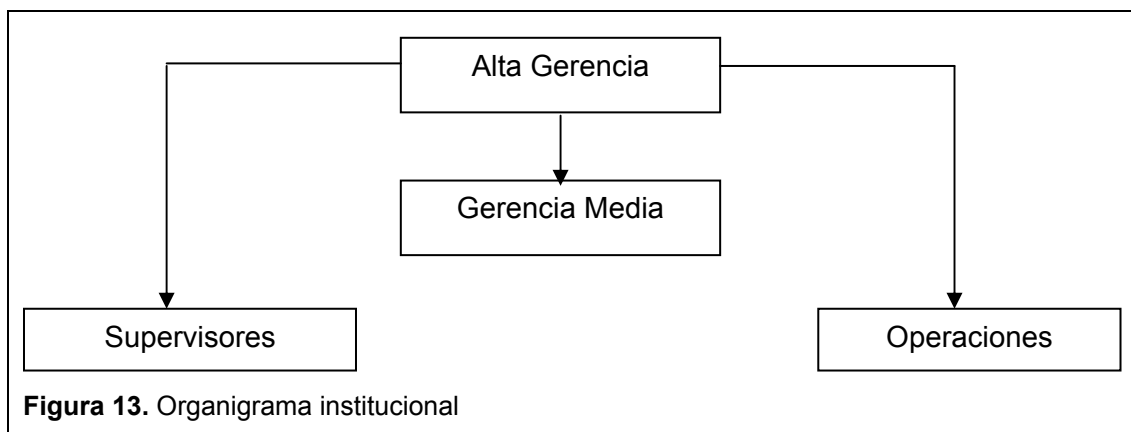 Alta Gerencia
Gerencia Media
Supervisores
Operaciones
Figura 13. Organigrama institucional